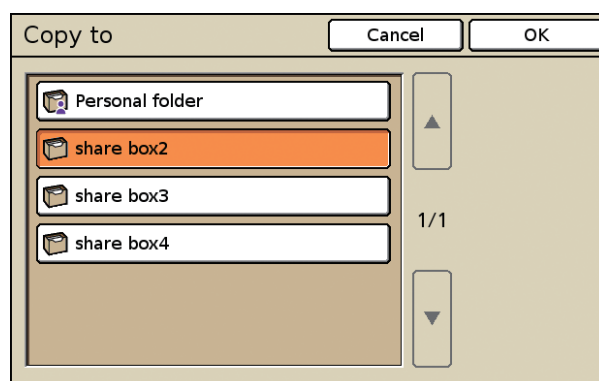 Copy to
Cancel
OK
Personal folder
share box2
share box3
share box4
1/1